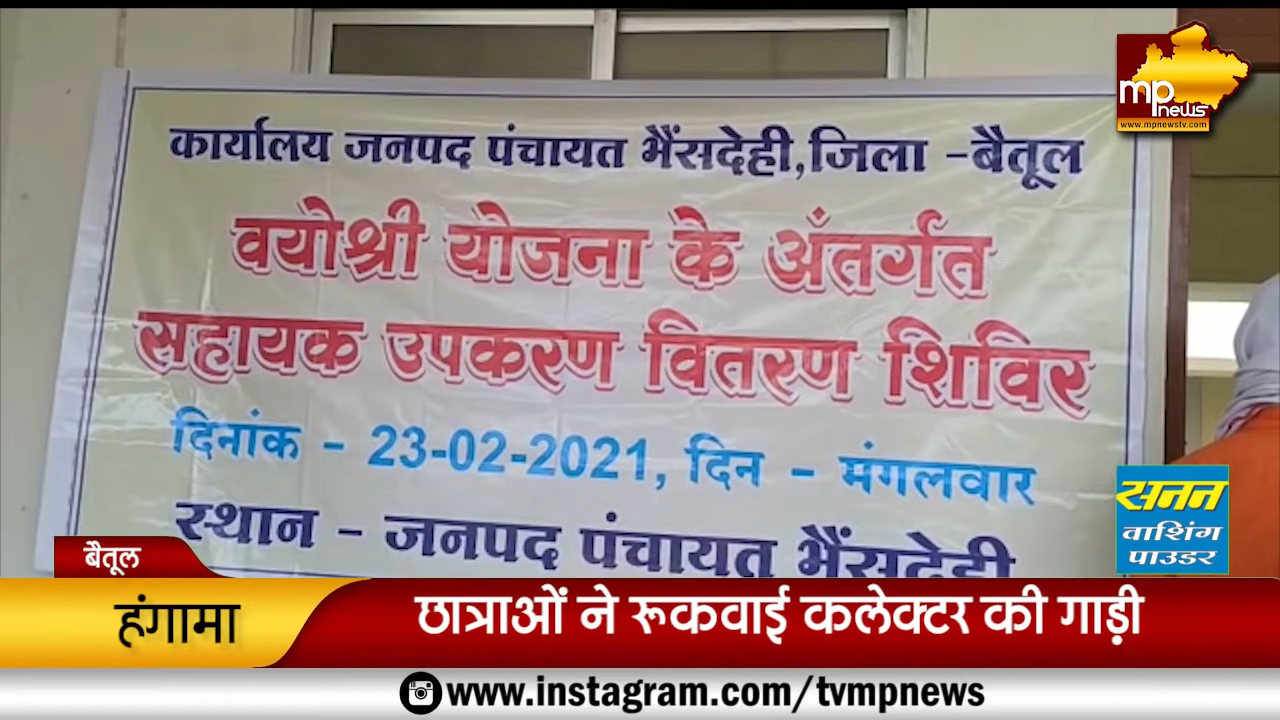 कार्यालय जनपद पंचायत भैंसदेही,जिला -बैतूल
वयोश्री योजना के अंतर्गत
सहायक उपकरण वितरण शिविर
दिनांक - 23-02-2021, दिन - मंगलवार
स्थान - जनपद पंचायत भैंसदेही
mp
news
www.mpnewstv.com
सनन
वाशिंग
पाउडर
बैतूल
हंगामा
छात्राओं ने रूकवाई कलेक्टर की गाड़ी
www.instagram.com/tvmpnews